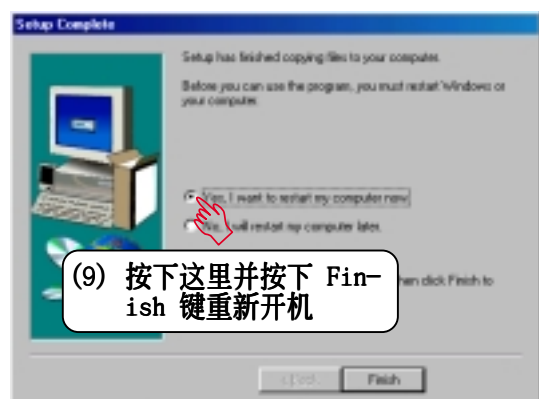 Setup Complete
Setup has finished copying files to your computer.
Before you can use the program, you must restart Windows or
your computer.
Yes, I want to restart my computer now.
No, I will restart my computer later.
(9) 按下这里并按下 Fin-
ish 键重新开机
then click Finish to
Finish